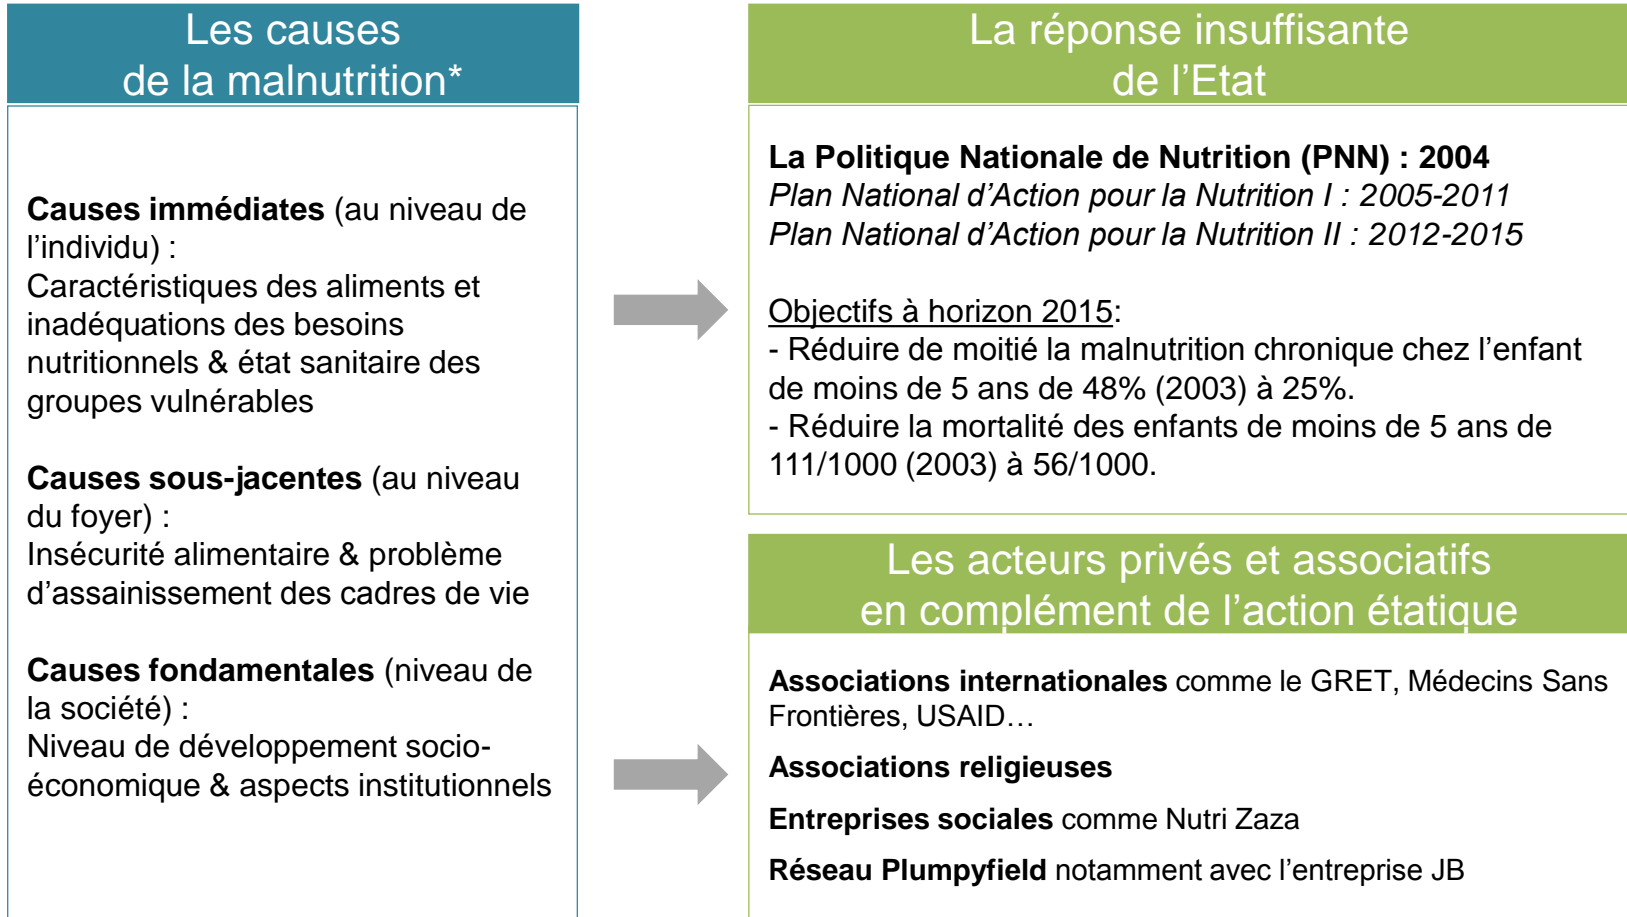 Les causes
de la malnutrition*
Causes immédiates (au niveau de
l’individu) :
Caractéristiques des aliments et
inadéquations des besoins
nutritionnels & état sanitaire des
groupes vulnérables
Causes sous-jacentes (au niveau
du foyer) :
Insécurité alimentaire & problème
d’assainissement des cadres de vie
Causes fondamentales (niveau de
la société) :
Niveau de développement socio-
économique & aspects institutionnels
La réponse insuffisante
de l’Etat
La Politique Nationale de Nutrition (PNN) : 2004
Plan National d’Action pour la Nutrition I : 2005-2011
Plan National d’Action pour la Nutrition II : 2012-2015
Objectifs à horizon 2015:
- Réduire de moitié la malnutrition chronique chez l’enfant
de moins de 5 ans de 48% (2003) à 25%.
- Réduire la mortalité des enfants de moins de 5 ans de
111/1000 (2003) à 56/1000.
Les acteurs privés et associatifs
en complément de l’action étatique
Associations internationales comme le GRET, Médecins Sans
Frontières, USAID…
Associations religieuses
Entreprises sociales comme Nutri Zaza
Réseau Plumpyfield notamment avec l’entreprise JB